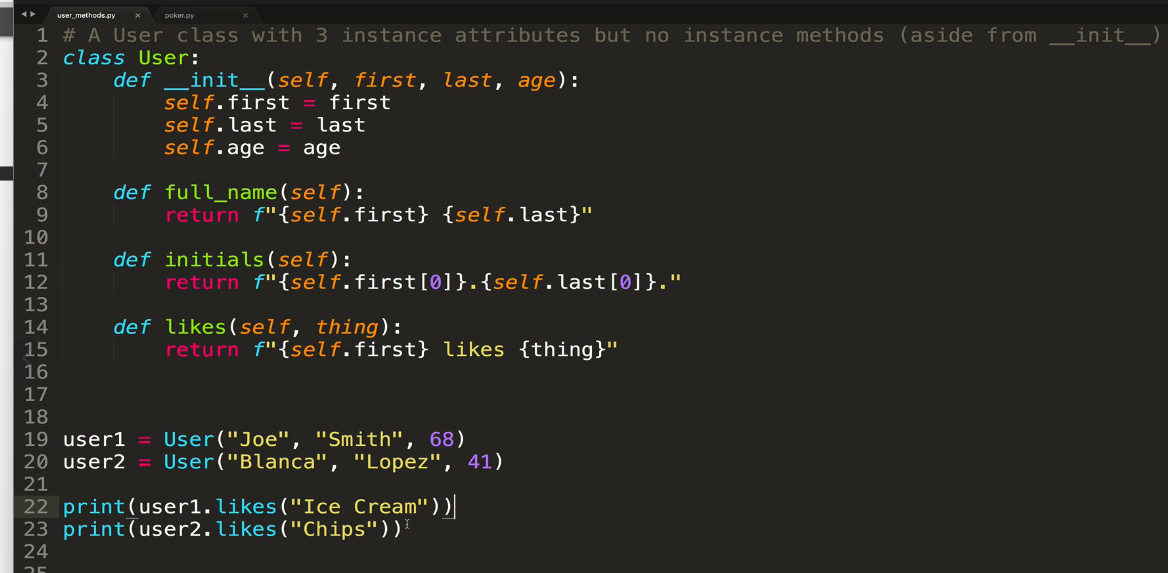 user_methods.py × poker.py ×
1 # A User class with 3 instance attributes but no instance methods (aside from __init__)
2 class User:
3 def __init__(self, first, last, age):
4 self.first = first
5 self.last = last
6 self.age = age
7
8 def full_name(self):
9 return f"{self.first} {self.last}"
10
11 def initials(self):
12 return f"{self.first[0]}.{self.last[0]}."
13
14 def likes(self, thing):
15 return f"{self.first} likes {thing}"
16
17
18
19 user1 = User("Joe", "Smith", 68)
20 user2 = User("Blanca", "Lopez", 41)
21
22 print(user1.likes("Ice Cream"))
23 print(user2.likes("Chips"))
24
25